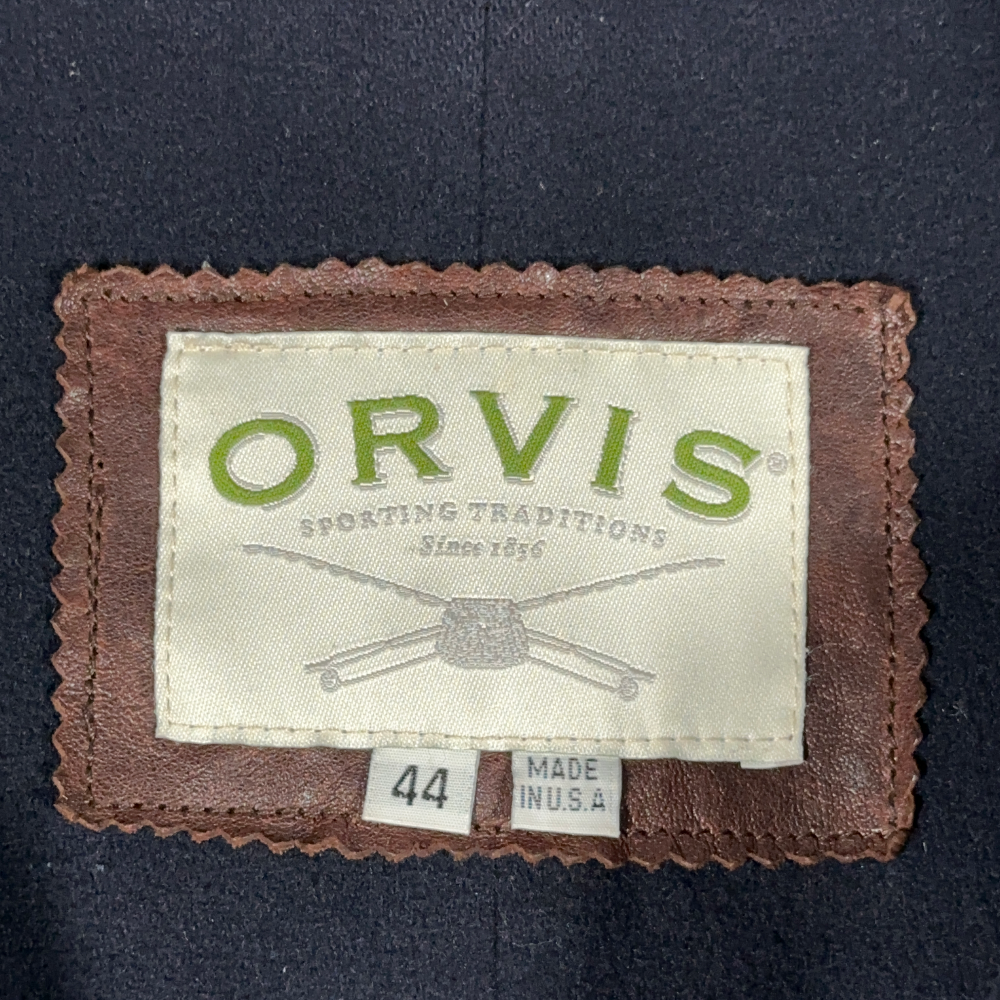 ORVIS®
SPORTING TRADITIONS
Since 1856
44
MADE
IN U.S.A